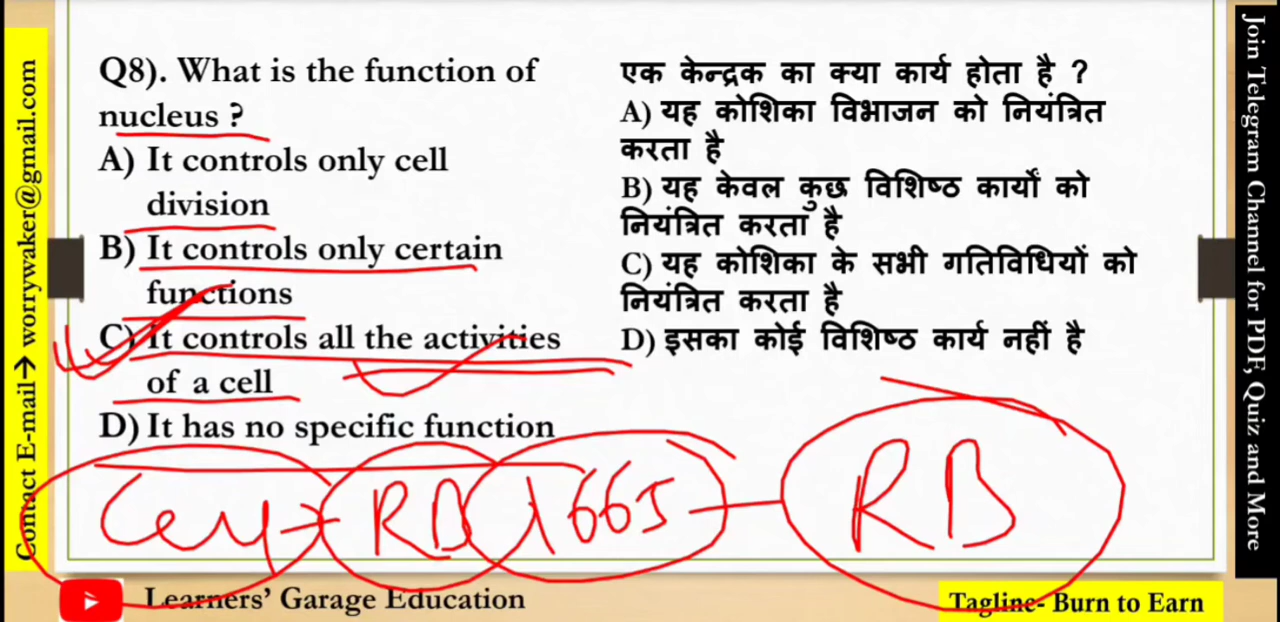 Contact E-mail→ worrywaker@gmail.com
Q8). What is the function of
nucleus ?
A) It controls only cell
division
B) It controls only certain
functions
C) It controls all the activities
of a cell
D) It has no specific function
एक केन्द्रक का क्या कार्य होता है ?
A) यह कोशिका विभाजन को नियंत्रित
करता है
B) यह केवल कुछ विशिष्ठ कार्यों को
नियंत्रित करता है
C) यह कोशिका के सभी गतिविधियों को
नियंत्रित करता है
D) इसका कोई विशिष्ठ कार्य नहीं है
RB 1665 — RB
Learners’ Garage Education
Tagline- Burn to Earn
Join Telegram Channel for PDF, Quiz and More